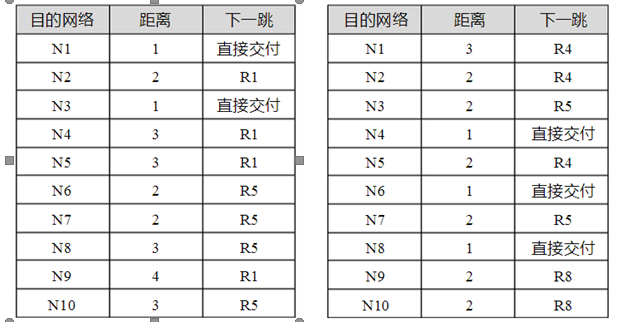 目的网络 距离 下一跳
N1 1 直接交付
N2 2 R1
N3 1 直接交付
N4 3 R1
N5 3 R1
N6 2 R5
N7 2 R5
N8 3 R5
N9 4 R1
N10 3 R5
目的网络 距离 下一跳
N1 3 R4
N2 2 R4
N3 2 R5
N4 1 直接交付
N5 2 R4
N6 1 直接交付
N7 2 R5
N8 1 直接交付
N9 2 R8
N10 2 R8